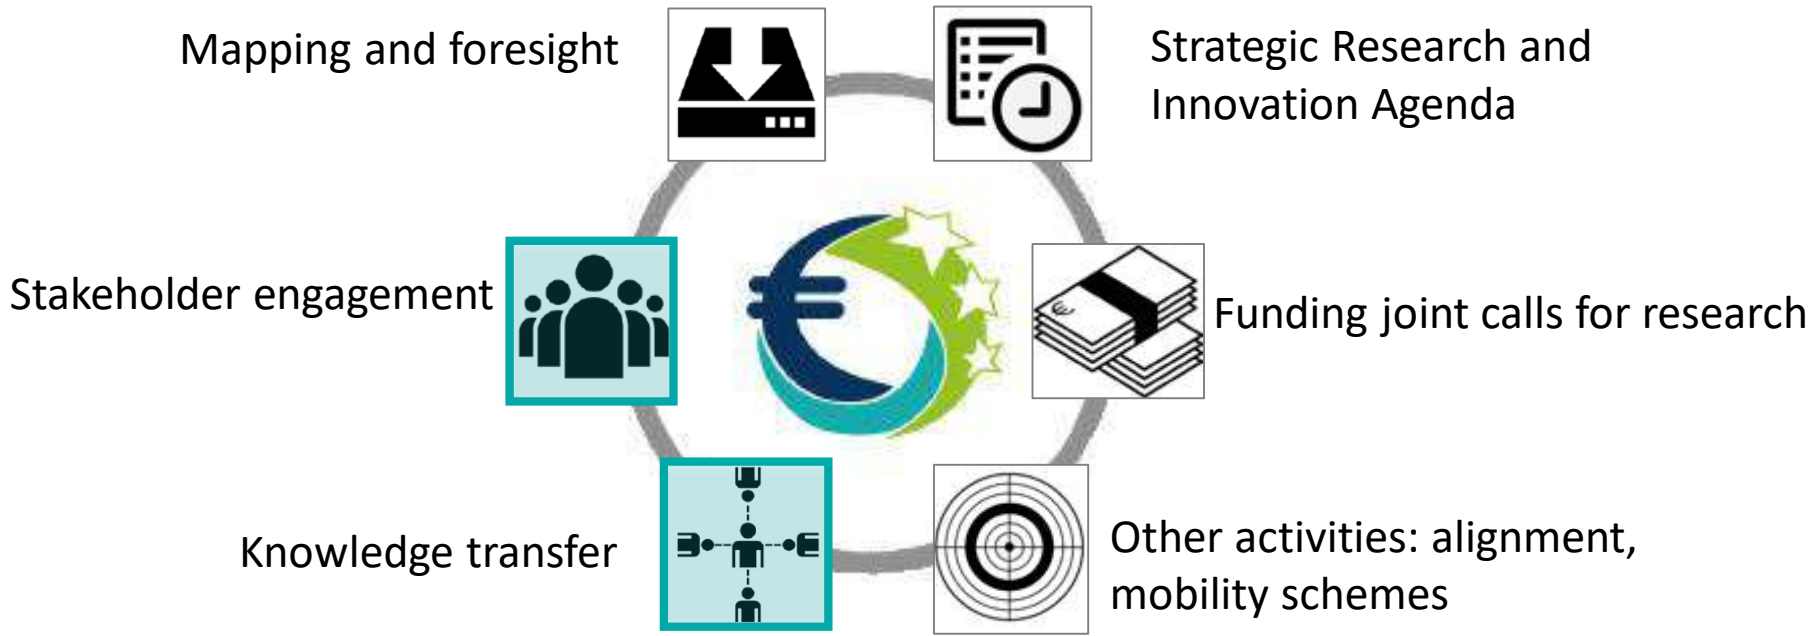 Mapping and foresight
Strategic Research and
Innovation Agenda
Stakeholder engagement
Funding joint calls for research
Knowledge transfer
Other activities: alignment,
mobility schemes